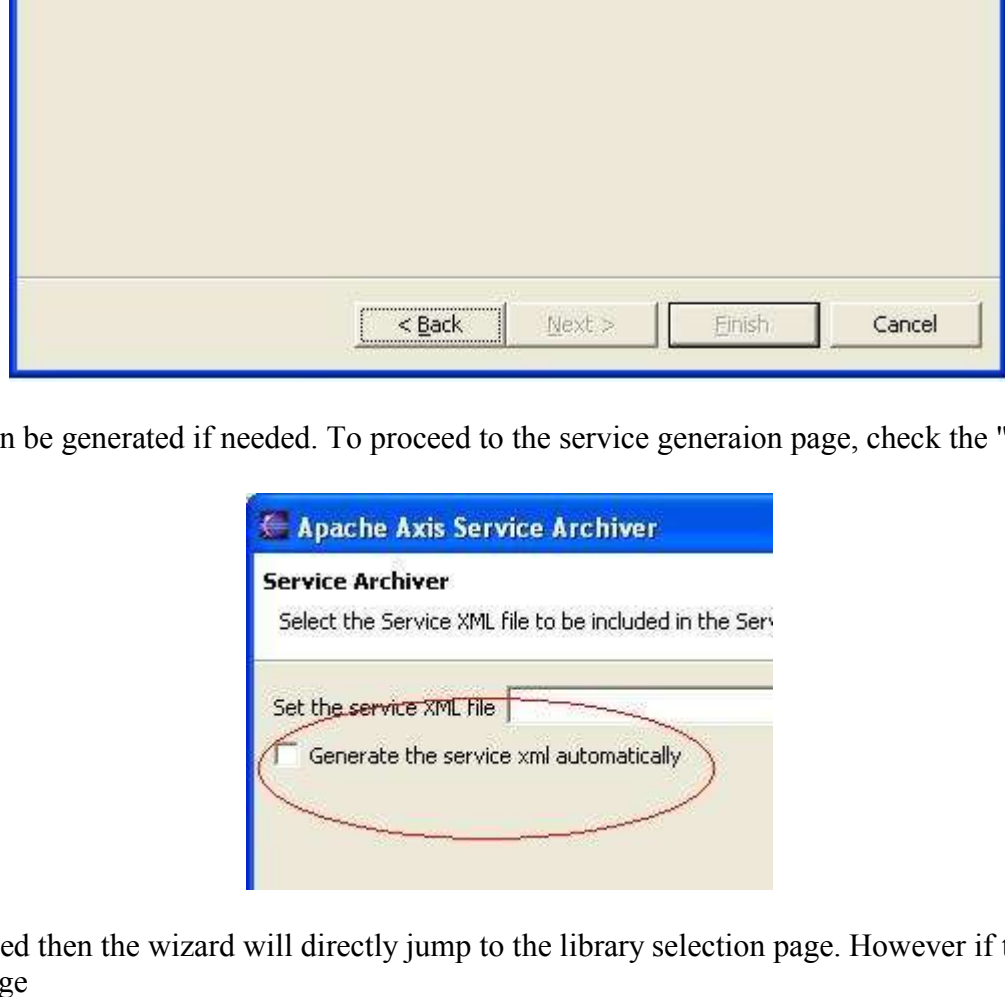 < Back Next > Finish Cancel
n be generated if needed. To proceed to the service generaion page, check the "
Apache Axis Service Archiver
Service Archiver
Select the Service XML file to be included in the Ser
Set the service XML file
Generate the service xml automatically
ed then the wizard will directly jump to the library selection page. However if t
ge